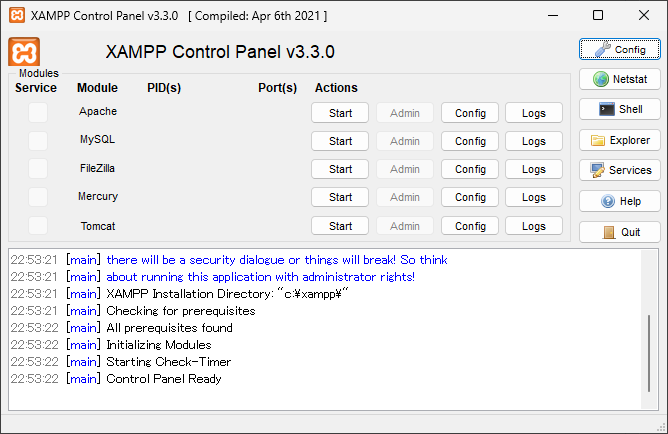 XAMPP Control Panel v3.3.0 [ Compiled: Apr 6th 2021 ]
XAMPP Control Panel v3.3.0
Config
Modules
Service Module PID(s) Port(s) Actions
Netstat
Apache Start Admin Config Logs
Shell
MySQL Start Admin Config Logs
Explorer
FileZilla Start Admin Config Logs
Services
Mercury Start Admin Config Logs
Help
Tomcat Start Admin Config Logs
Quit
22:53:21 [main] there will be a security dialogue or things will break! So think
22:53:21 [main] about running this application with administrator rights!
22:53:21 [main] XAMPP Installation Directory: "c:¥xampp¥"
22:53:21 [main] Checking for prerequisites
22:53:22 [main] All prerequisites found
22:53:22 [main] Initializing Modules
22:53:22 [main] Starting Check-Timer
22:53:22 [main] Control Panel Ready